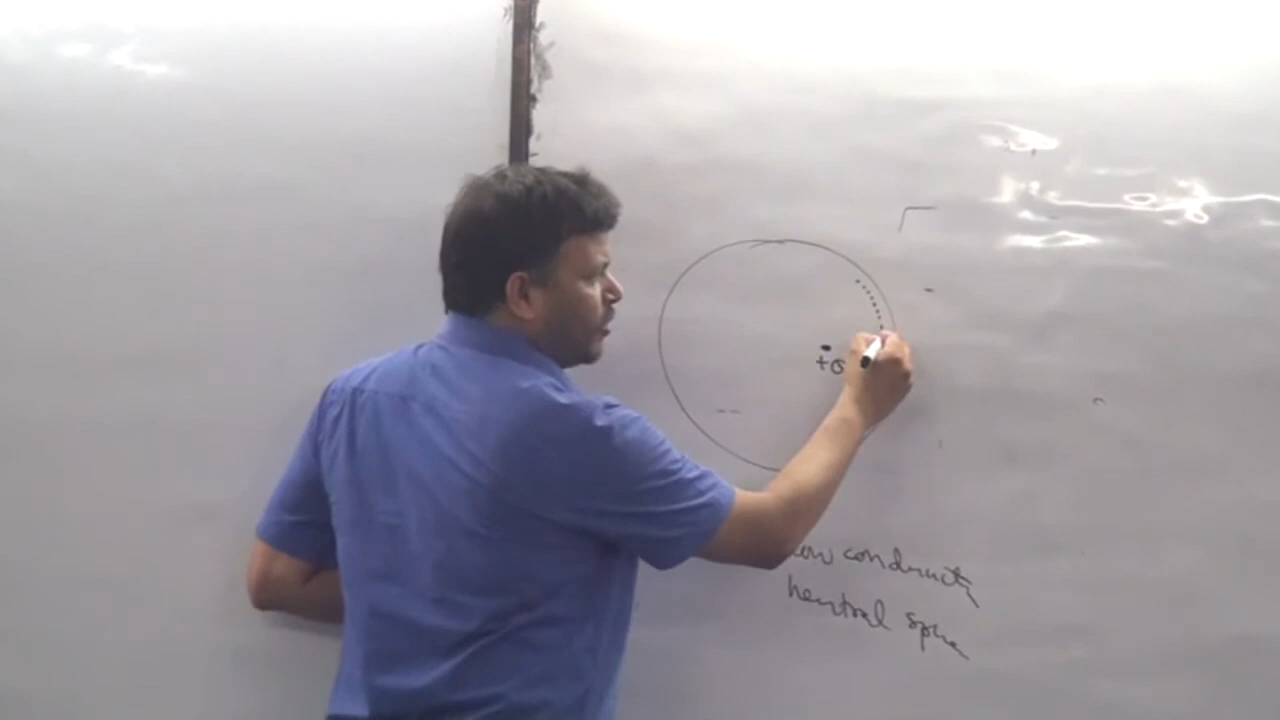 +σ
conducti
neutral sphe